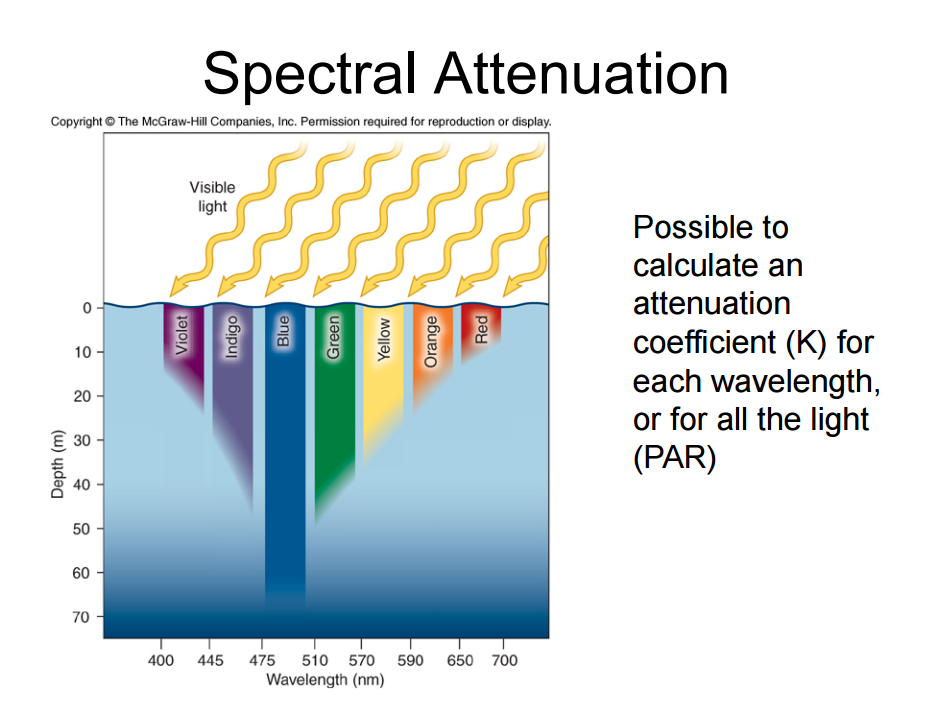 Spectral Attenuation
Copyright © The McGraw-Hill Companies, Inc. Permission required for reproduction or display.
Visible
light
Possible to
calculate an
attenuation
coefficient (K) for
each wavelength,
or for all the light
(PAR)
Violet
Indigo
Blue
Green
Yellow
Orange
Red
Depth (m)
0
10
20
30
40
50
60
70
400 445 475 510 570 590 650 700
Wavelength (nm)